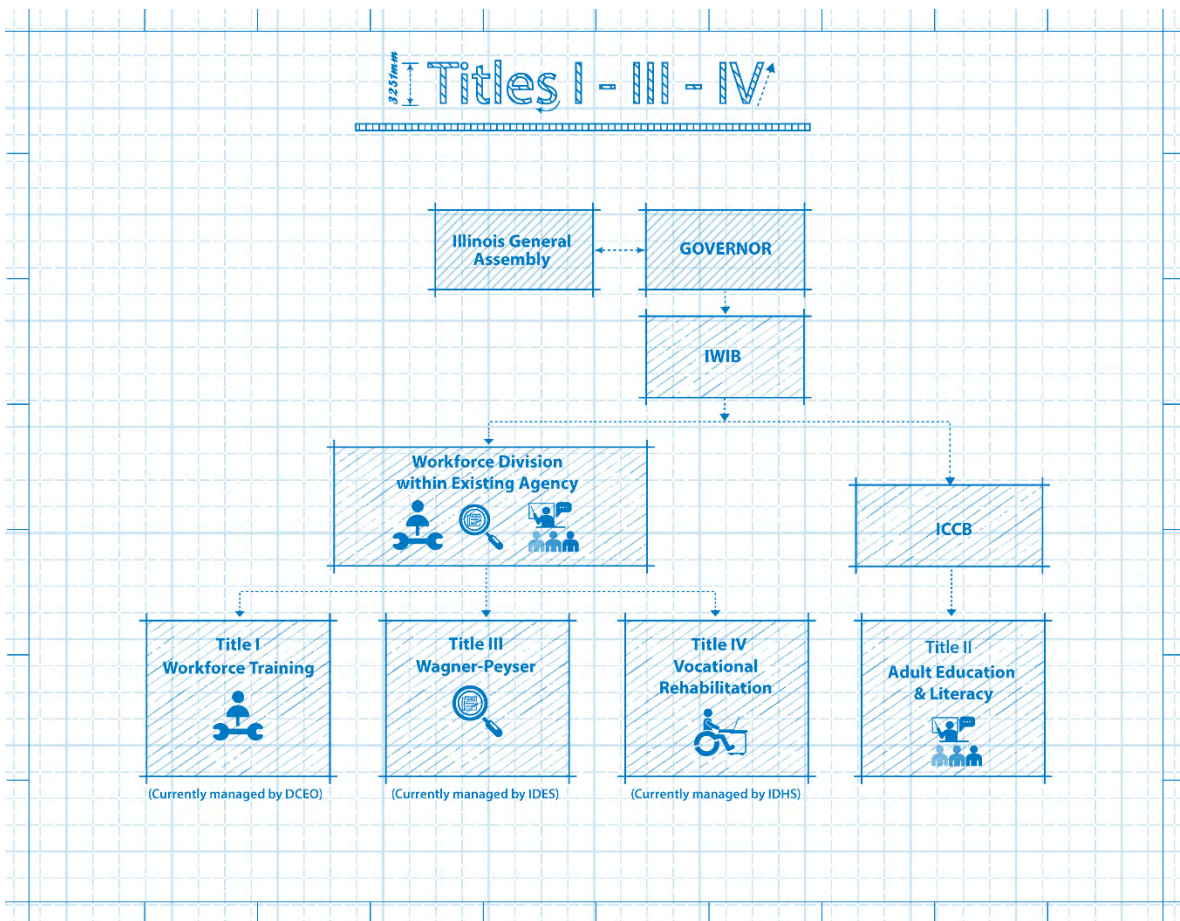 3251mm
Titles I - III - IV
Illinois General
Assembly
GOVERNOR
IWIB
Workforce Division
within Existing Agency
ICCB
Title I
Workforce Training
Title III
Wagner-Peyser
Title IV
Vocational
Rehabilitation
Title II
Adult Education
& Literacy
(Currently managed by DCEO)
(Currently managed by IDES)
(Currently managed by IDHS)